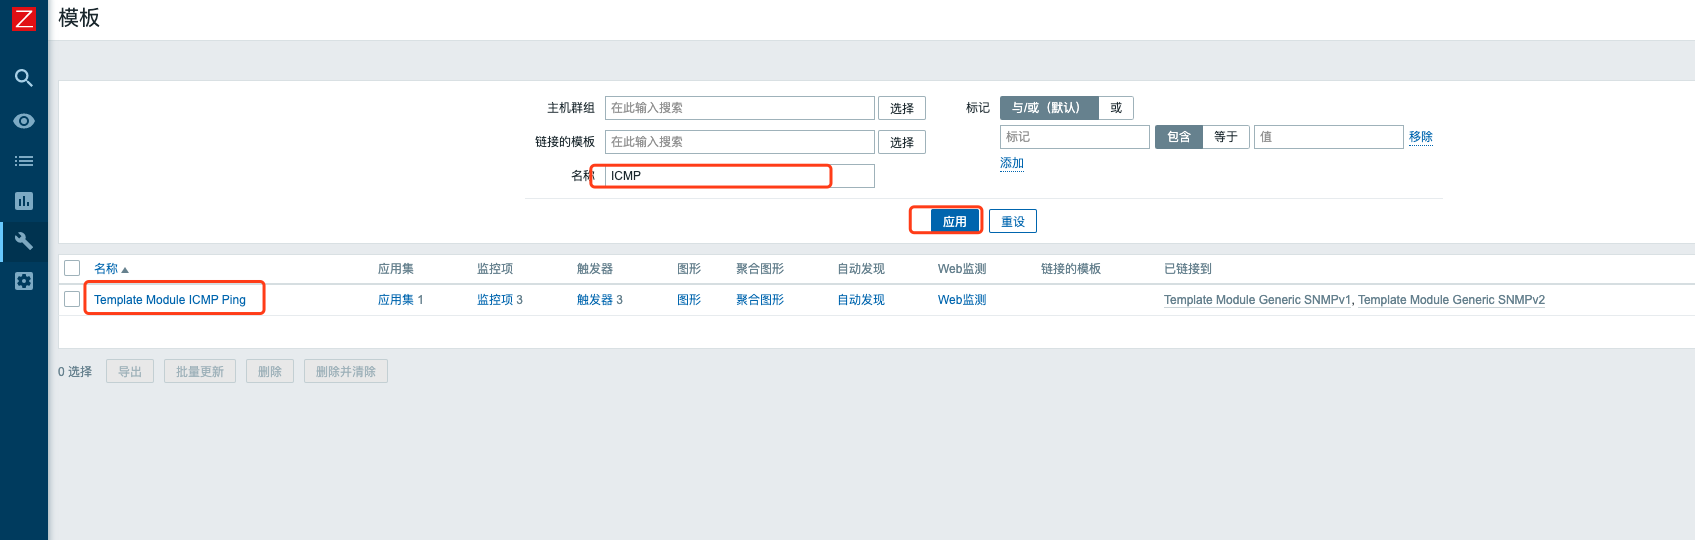 Z
模板
主机群组 在此输入搜索 选择 标记 与/或（默认） 或
标记 包含 等于 值 移除
链接的模板 在此输入搜索 选择
添加
名称 ICMP
应用 重设
名称 应用集 监控项 触发器 图形 聚合图形 自动发现 Web监测 链接的模板 已链接到
Template Module ICMP Ping 应用集 1 监控项 3 触发器 3 图形 聚合图形 自动发现 Web监测 Template Module Generic SNMPv1, Template Module Generic SNMPv2
0 选择 导出 批量更新 删除 删除并清除